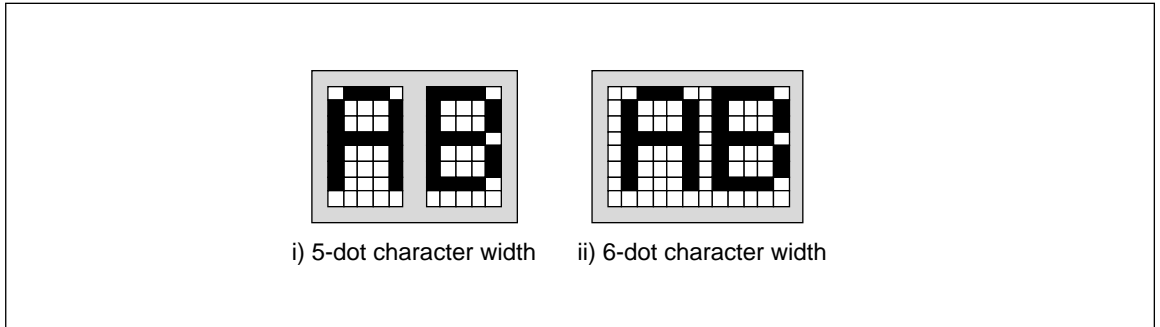 AB AB
i) 5-dot character width ii) 6-dot character width